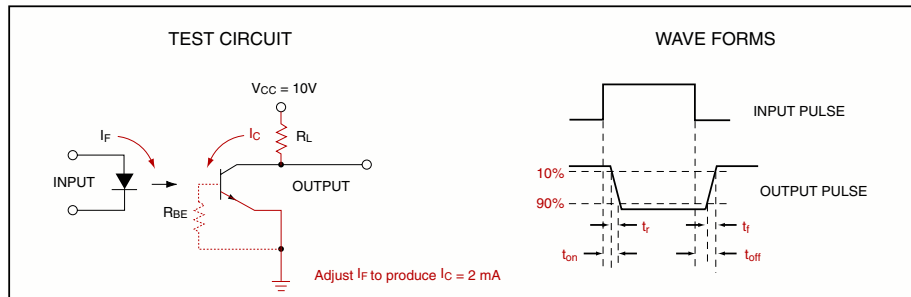 TEST CIRCUIT
WAVE FORMS
VCC = 10V
IF
IC
RL
INPUT
OUTPUT
RBE
Adjust IF to produce IC = 2 mA
INPUT PULSE
10%
OUTPUT PULSE
90%
tr
tf
ton
toff